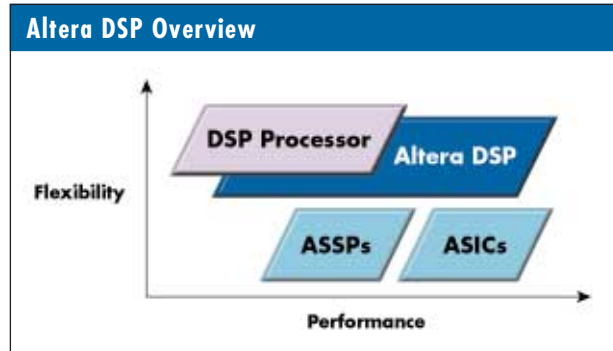 Altera DSP Overview
DSP Processor
Altera DSP
Flexibility
ASSPs
ASICs
Performance